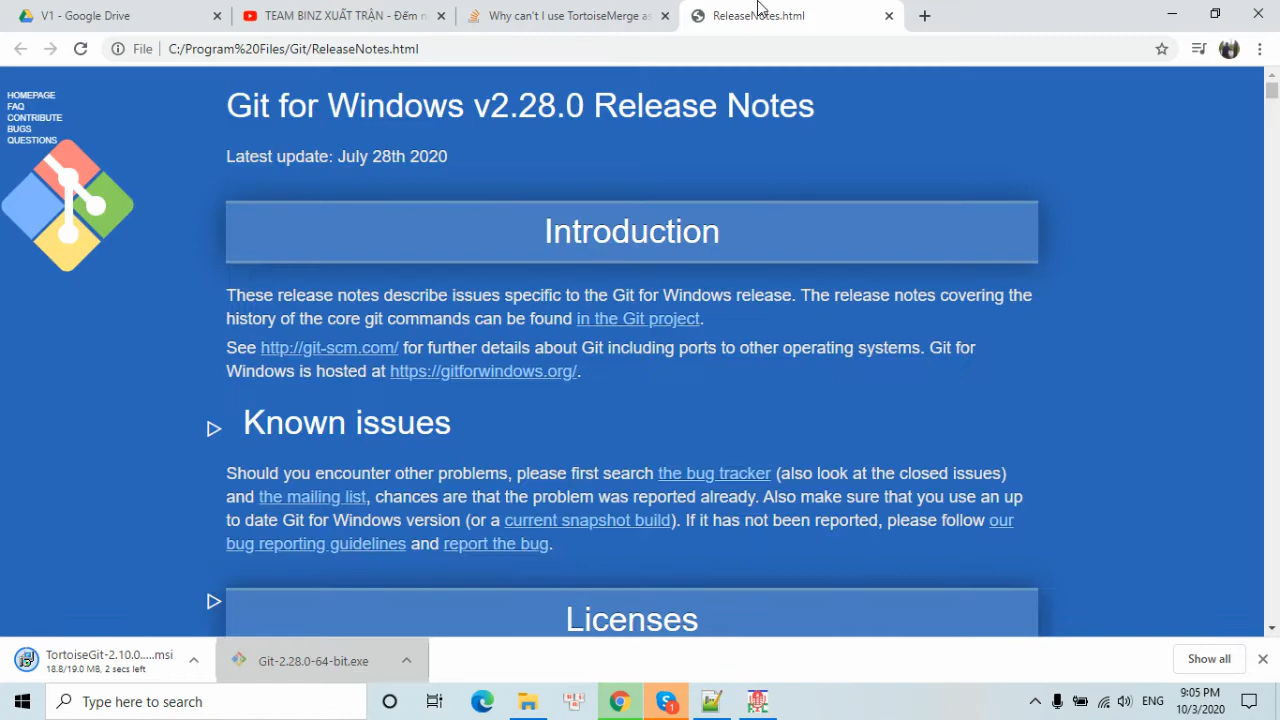 V1 - Google Drive
TEAM BINZ XUẤT TRẬN - Đếm n
Why can't I use TortoiseMerge as
ReleaseNotes.html
File
C:/Program%20Files/Git/ReleaseNotes.html
HOMEPAGE
FAQ
CONTRIBUTE
BUGS
QUESTIONS
Git for Windows v2.28.0 Release Notes
Latest update: July 28th 2020
Introduction
These release notes describe issues specific to the Git for Windows release. The release notes covering the
history of the core git commands can be found in the Git project.
See http://git-scm.com/ for further details about Git including ports to other operating systems. Git for
Windows is hosted at https://gitforwindows.org/.
Known issues
Should you encounter other problems, please first search the bug tracker (also look at the closed issues)
and the mailing list, chances are that the problem was reported already. Also make sure that you use an up
to date Git for Windows version (or a current snapshot build). If it has not been reported, please follow our
bug reporting guidelines and report the bug.
Licenses
TortoiseGit-2.10.0.....msi
18.8/19.0 MB, 2 secs left
Git-2.28.0-64-bit.exe
Show all
Type here to search
1
ENG
9:05 PM
10/3/2020